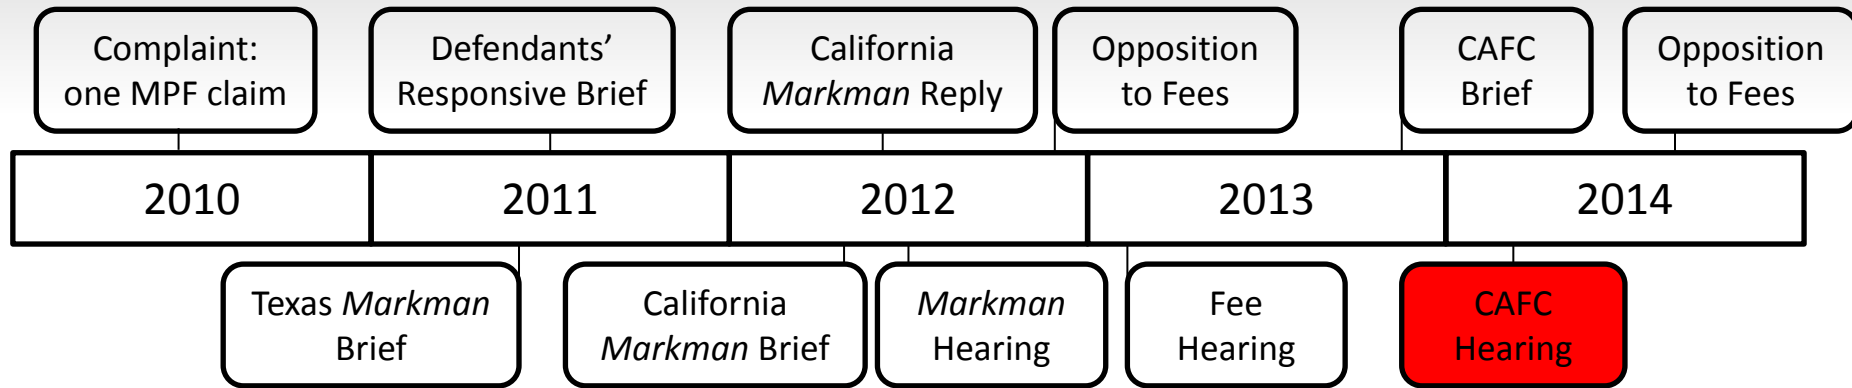 Complaint:
one MPF claim
Defendants’
Responsive Brief
California
Markman Reply
Opposition
to Fees
CAFC
Brief
Opposition
to Fees
2010
2011
2012
2013
2014
Texas Markman
Brief
California
Markman Brief
Markman
Hearing
Fee
Hearing
CAFC
Hearing